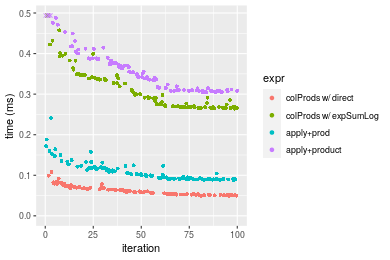 0.5
0.4
0.3
0.2
0.1
0.0
time (ms)
0
25
50
75
100
iteration
expr
colProds w/ direct
colProds w/ expSumLog
apply+prod
apply+product